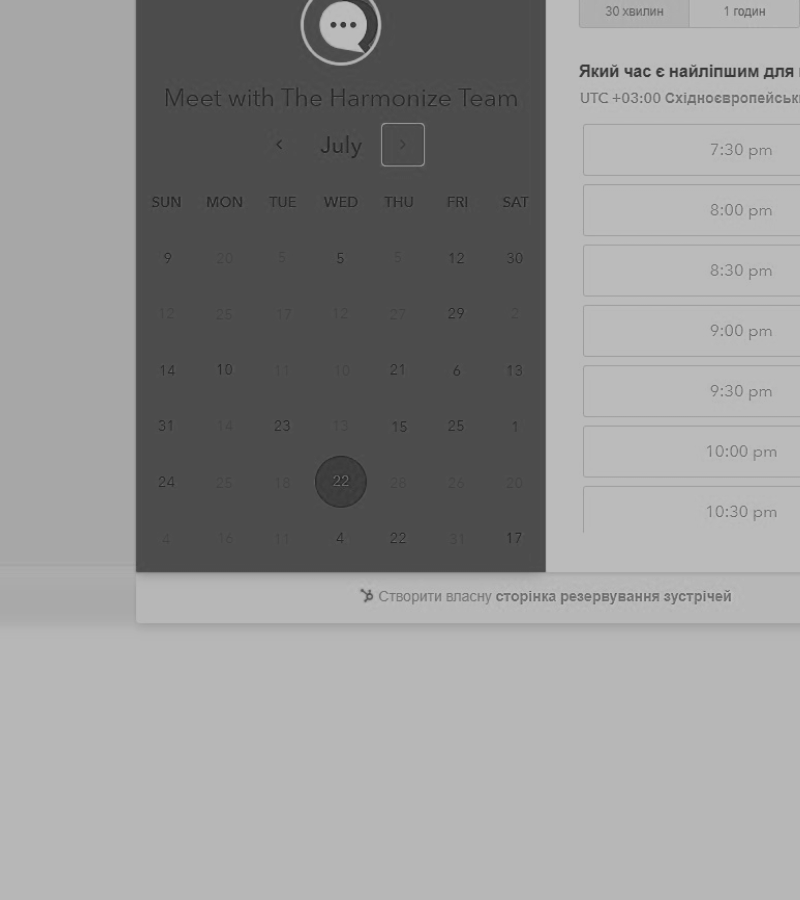 30 хвилин 1 годин
Meet with The Harmonize Team
July
SUN MON TUE WED THU FRI SAT
9 20 5 5 5 12 30
12 25 17 12 27 29 2
14 10 11 10 21 6 13
31 14 23 13 15 25 1
24 25 18 22 28 26 20
4 16 11 4 22 31 17
Який час є найліпшим для
UTC +03:00 Східноєвропейськ
7:30 pm
8:00 pm
8:30 pm
9:00 pm
9:30 pm
10:00 pm
10:30 pm
Створити власну сторінка резервування зустрічей